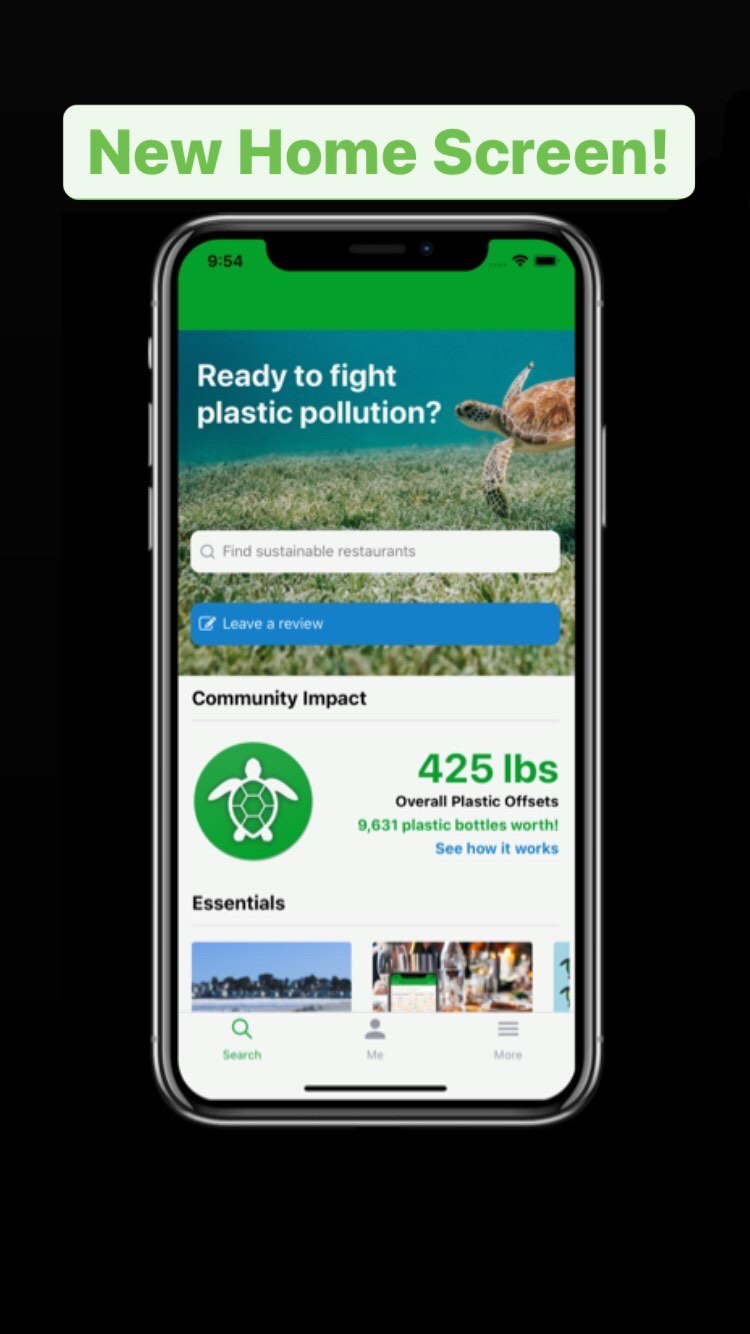 New Home Screen!
9:54
Ready to fight
plastic pollution?
Find sustainable restaurants
Leave a review
Community Impact
425 lbs
Overall Plastic Offsets
9,631 plastic bottles worth!
See how it works
Essentials
Search
Me
More